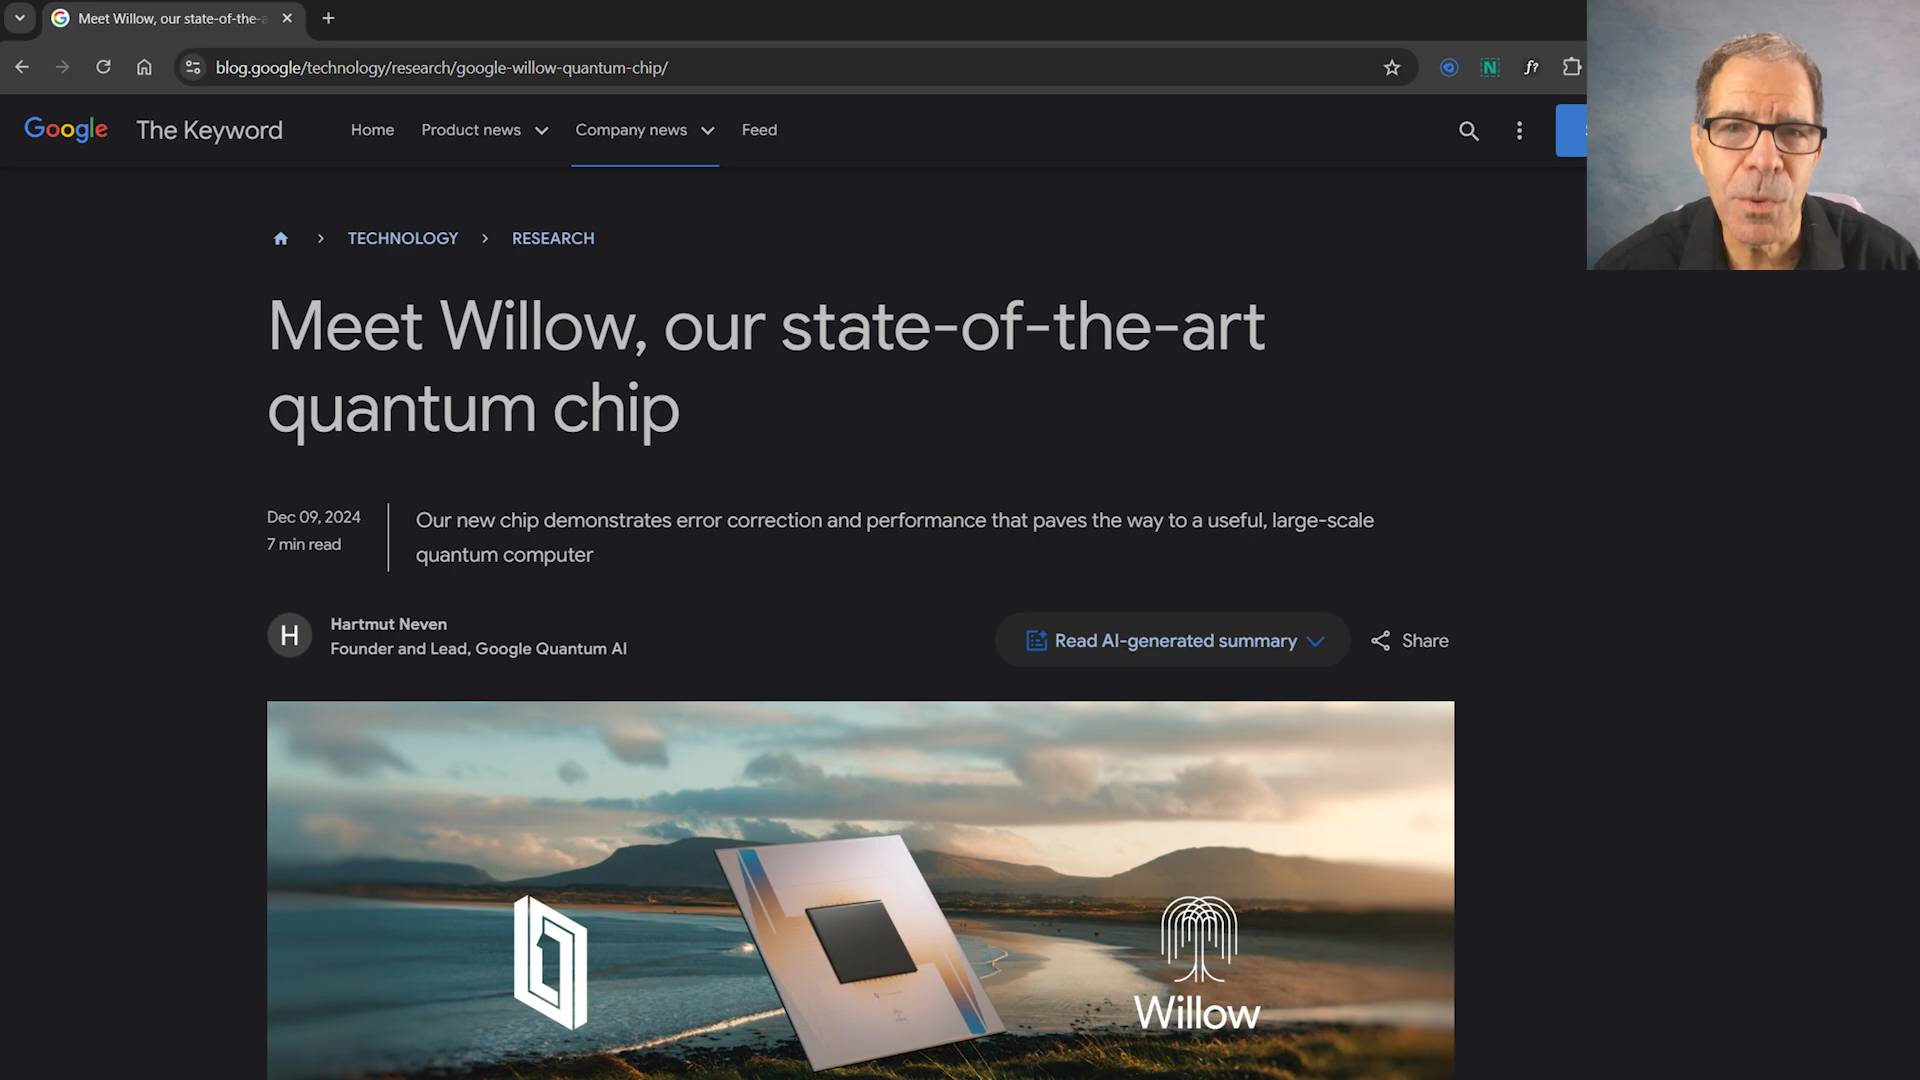 Meet Willow, our state-of-the-a
blog.google/technology/research/google-willow-quantum-chip/
N
f?
Google The Keyword
Home
Product news
Company news
Feed
TECHNOLOGY
RESEARCH
Meet Willow, our state-of-the-art
quantum chip
Dec 09, 2024
7 min read
Our new chip demonstrates error correction and performance that paves the way to a useful, large-scale
quantum computer
H
Hartmut Neven
Founder and Lead, Google Quantum AI
Read AI-generated summary
Share
Willow